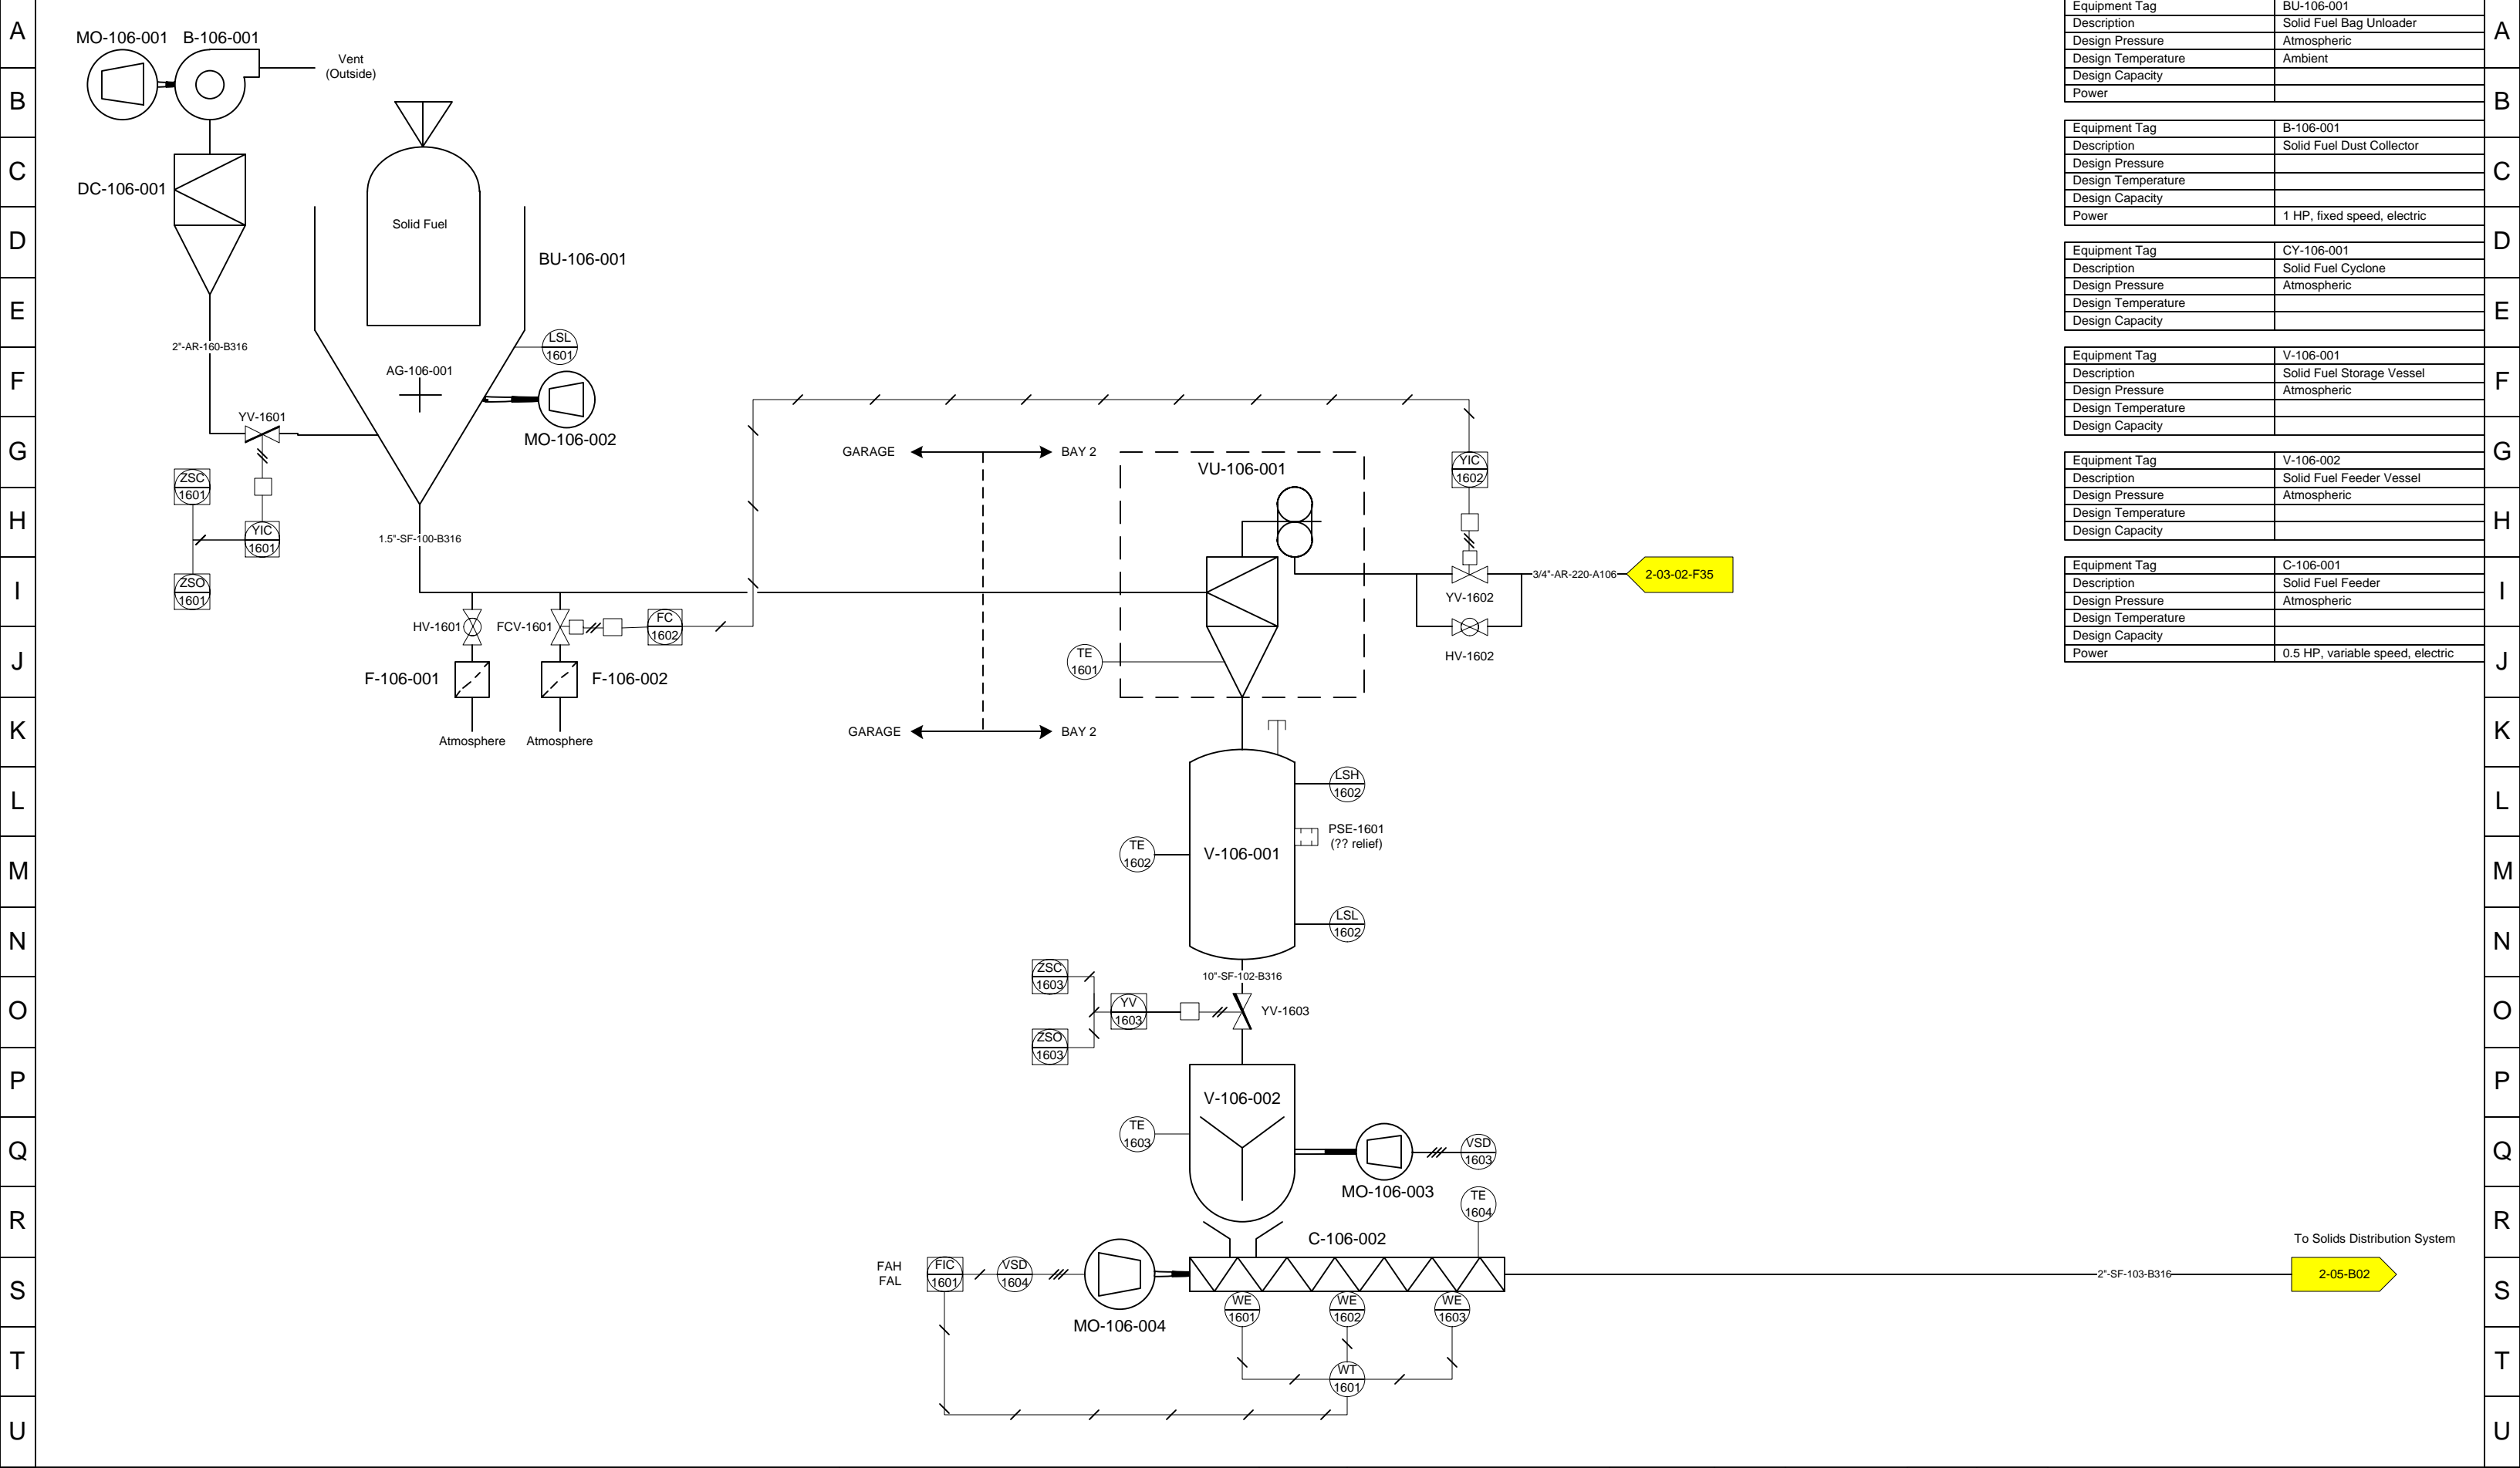 A
B
C
D
E
F
G
H
I
J
K
L
M
N
O
P
Q
R
S
T
U
MO-106-001
B-106-001
Vent
(Outside)
DC-106-001
Solid Fuel
BU-106-001
2"-AR-160-B316
LSL
1601
AG-106-001
MO-106-002
YV-1601
ZSC
1601
YIC
1601
ZSO
1601
1.5"-SF-100-B316
HV-1601
FCV-1601
FC
1602
F-106-001
F-106-002
Atmosphere
Atmosphere
GARAGE
BAY 2
GARAGE
BAY 2
VU-106-001
YIC
1602
YV-1602
HV-1602
3/4"-AR-220-A106
2-03-02-F35
TE
1601
LSH
1602
PSE-1601
(?? relief)
TE
1602
V-106-001
LSL
1602
10"-SF-102-B316
ZSC
1603
YV
1603
ZSO
1603
YV-1603
V-106-002
TE
1603
MO-106-003
VSD
1603
TE
1604
C-106-002
FAH
FAL
FIC
1601
VSD
1604
MO-106-004
WE
1601
WE
1602
WE
1603
WT
1601
2"-SF-103-B316
To Solids Distribution System
2-05-B02
Equipment Tag BU-106-001
Description Solid Fuel Bag Unloader
Design Pressure Atmospheric
Design Temperature Ambient
Design Capacity
Power
Equipment Tag B-106-001
Description Solid Fuel Dust Collector
Design Pressure
Design Temperature
Design Capacity
Power 1 HP, fixed speed, electric
Equipment Tag CY-106-001
Description Solid Fuel Cyclone
Design Pressure Atmospheric
Design Temperature
Design Capacity
Equipment Tag V-106-001
Description Solid Fuel Storage Vessel
Design Pressure Atmospheric
Design Temperature
Design Capacity
Equipment Tag V-106-002
Description Solid Fuel Feeder Vessel
Design Pressure Atmospheric
Design Temperature
Design Capacity
Equipment Tag C-106-001
Description Solid Fuel Feeder
Design Pressure Atmospheric
Design Temperature
Design Capacity
Power 0.5 HP, variable speed, electric
A
B
C
D
E
F
G
H
I
J
K
L
M
N
O
P
Q
R
S
T
U